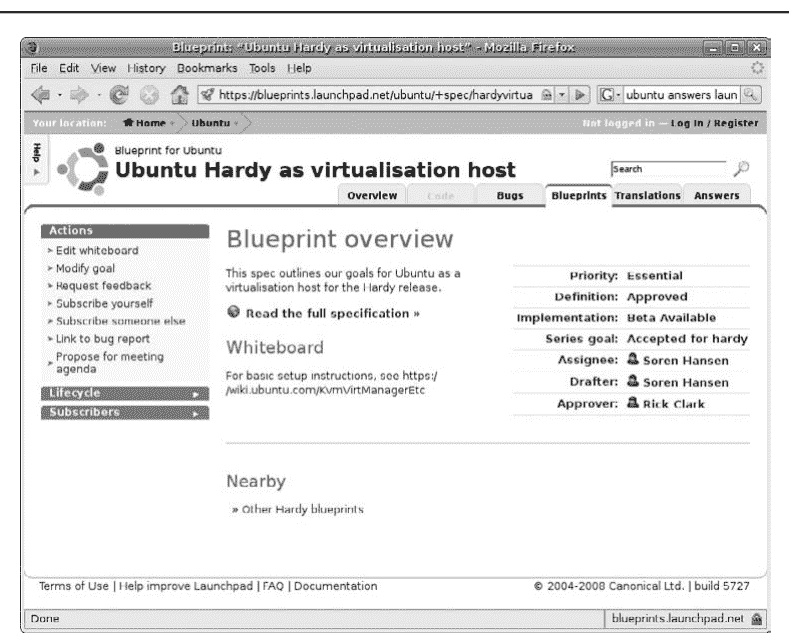 Blueprint: "Ubuntu Hardy as virtualisation host" - Mozilla Firefox
File Edit View History Bookmarks Tools Help
https://blueprints.launchpad.net/ubuntu/+spec/hardyvirtua
G ubuntu answers laun
Your location: Home Ubuntu
Not logged in — Log In / Register
Help
Blueprint for Ubuntu
Ubuntu Hardy as virtualisation host
Search
Overview Code Bugs Blueprints Translations Answers
Actions
Edit whiteboard
Modify goal
Request feedback
Subscribe yourself
Subscribe someone else
Link to bug report
Propose for meeting
agenda
Lifecycle
Subscribers
Blueprint overview
This spec outlines our goals for Ubuntu as a
virtualisation host for the Hardy release.
Read the full specification »
Whiteboard
For basic setup instructions, see https:/
/wiki.ubuntu.com/KvmVirtManagerEtc
Priority: Essential
Definition: Approved
Implementation: Beta Available
Series goal: Accepted for hardy
Assignee: Soren Hansen
Drafter: Soren Hansen
Approver: Rick Clark
Nearby
» Other Hardy blueprints
Terms of Use | Help improve Launchpad | FAQ | Documentation
© 2004-2008 Canonical Ltd. | build 5727
Done
blueprints.launchpad.net